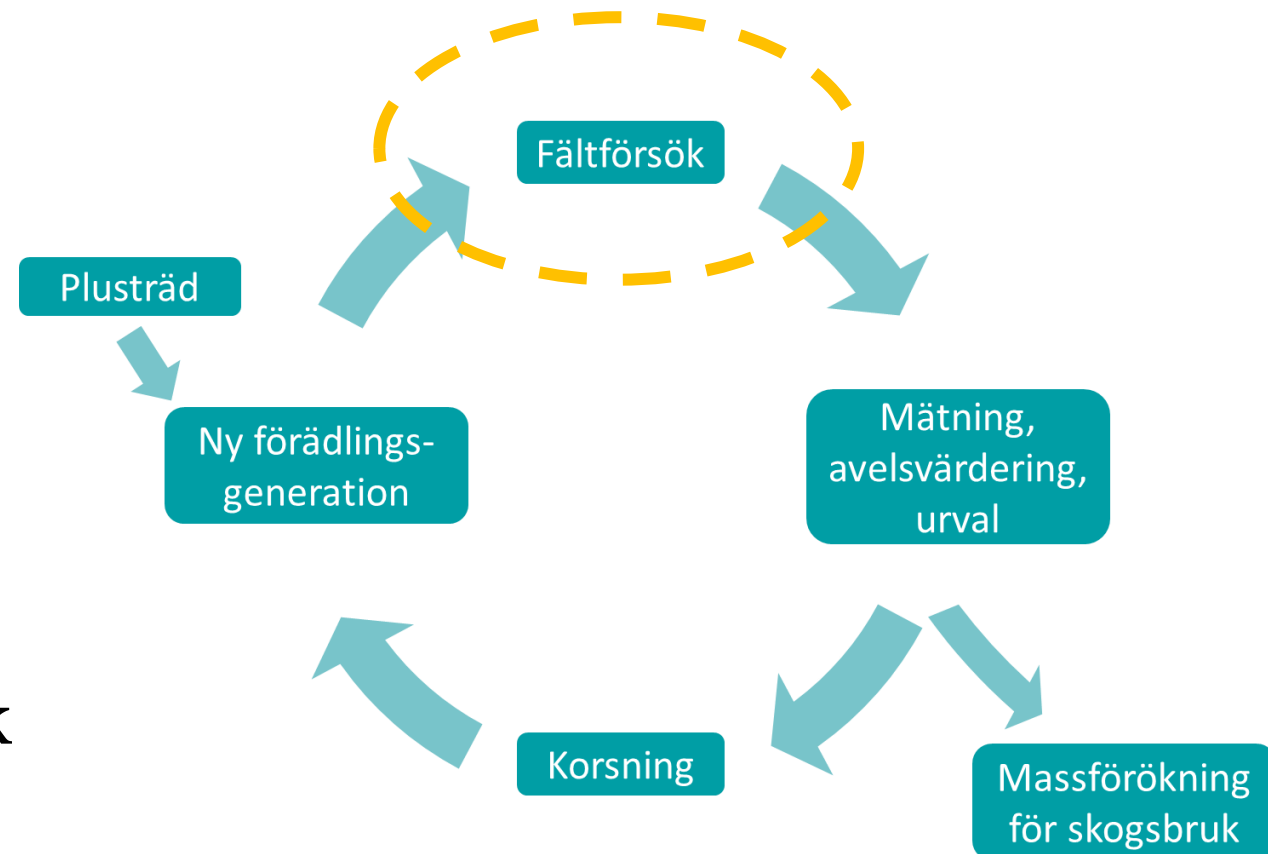 Fältförsök
Plusträd
Ny förädlings-
generation
Mätning,
avelsvärdering,
urval
k
Korsning
Massförökning
för skogsbruk